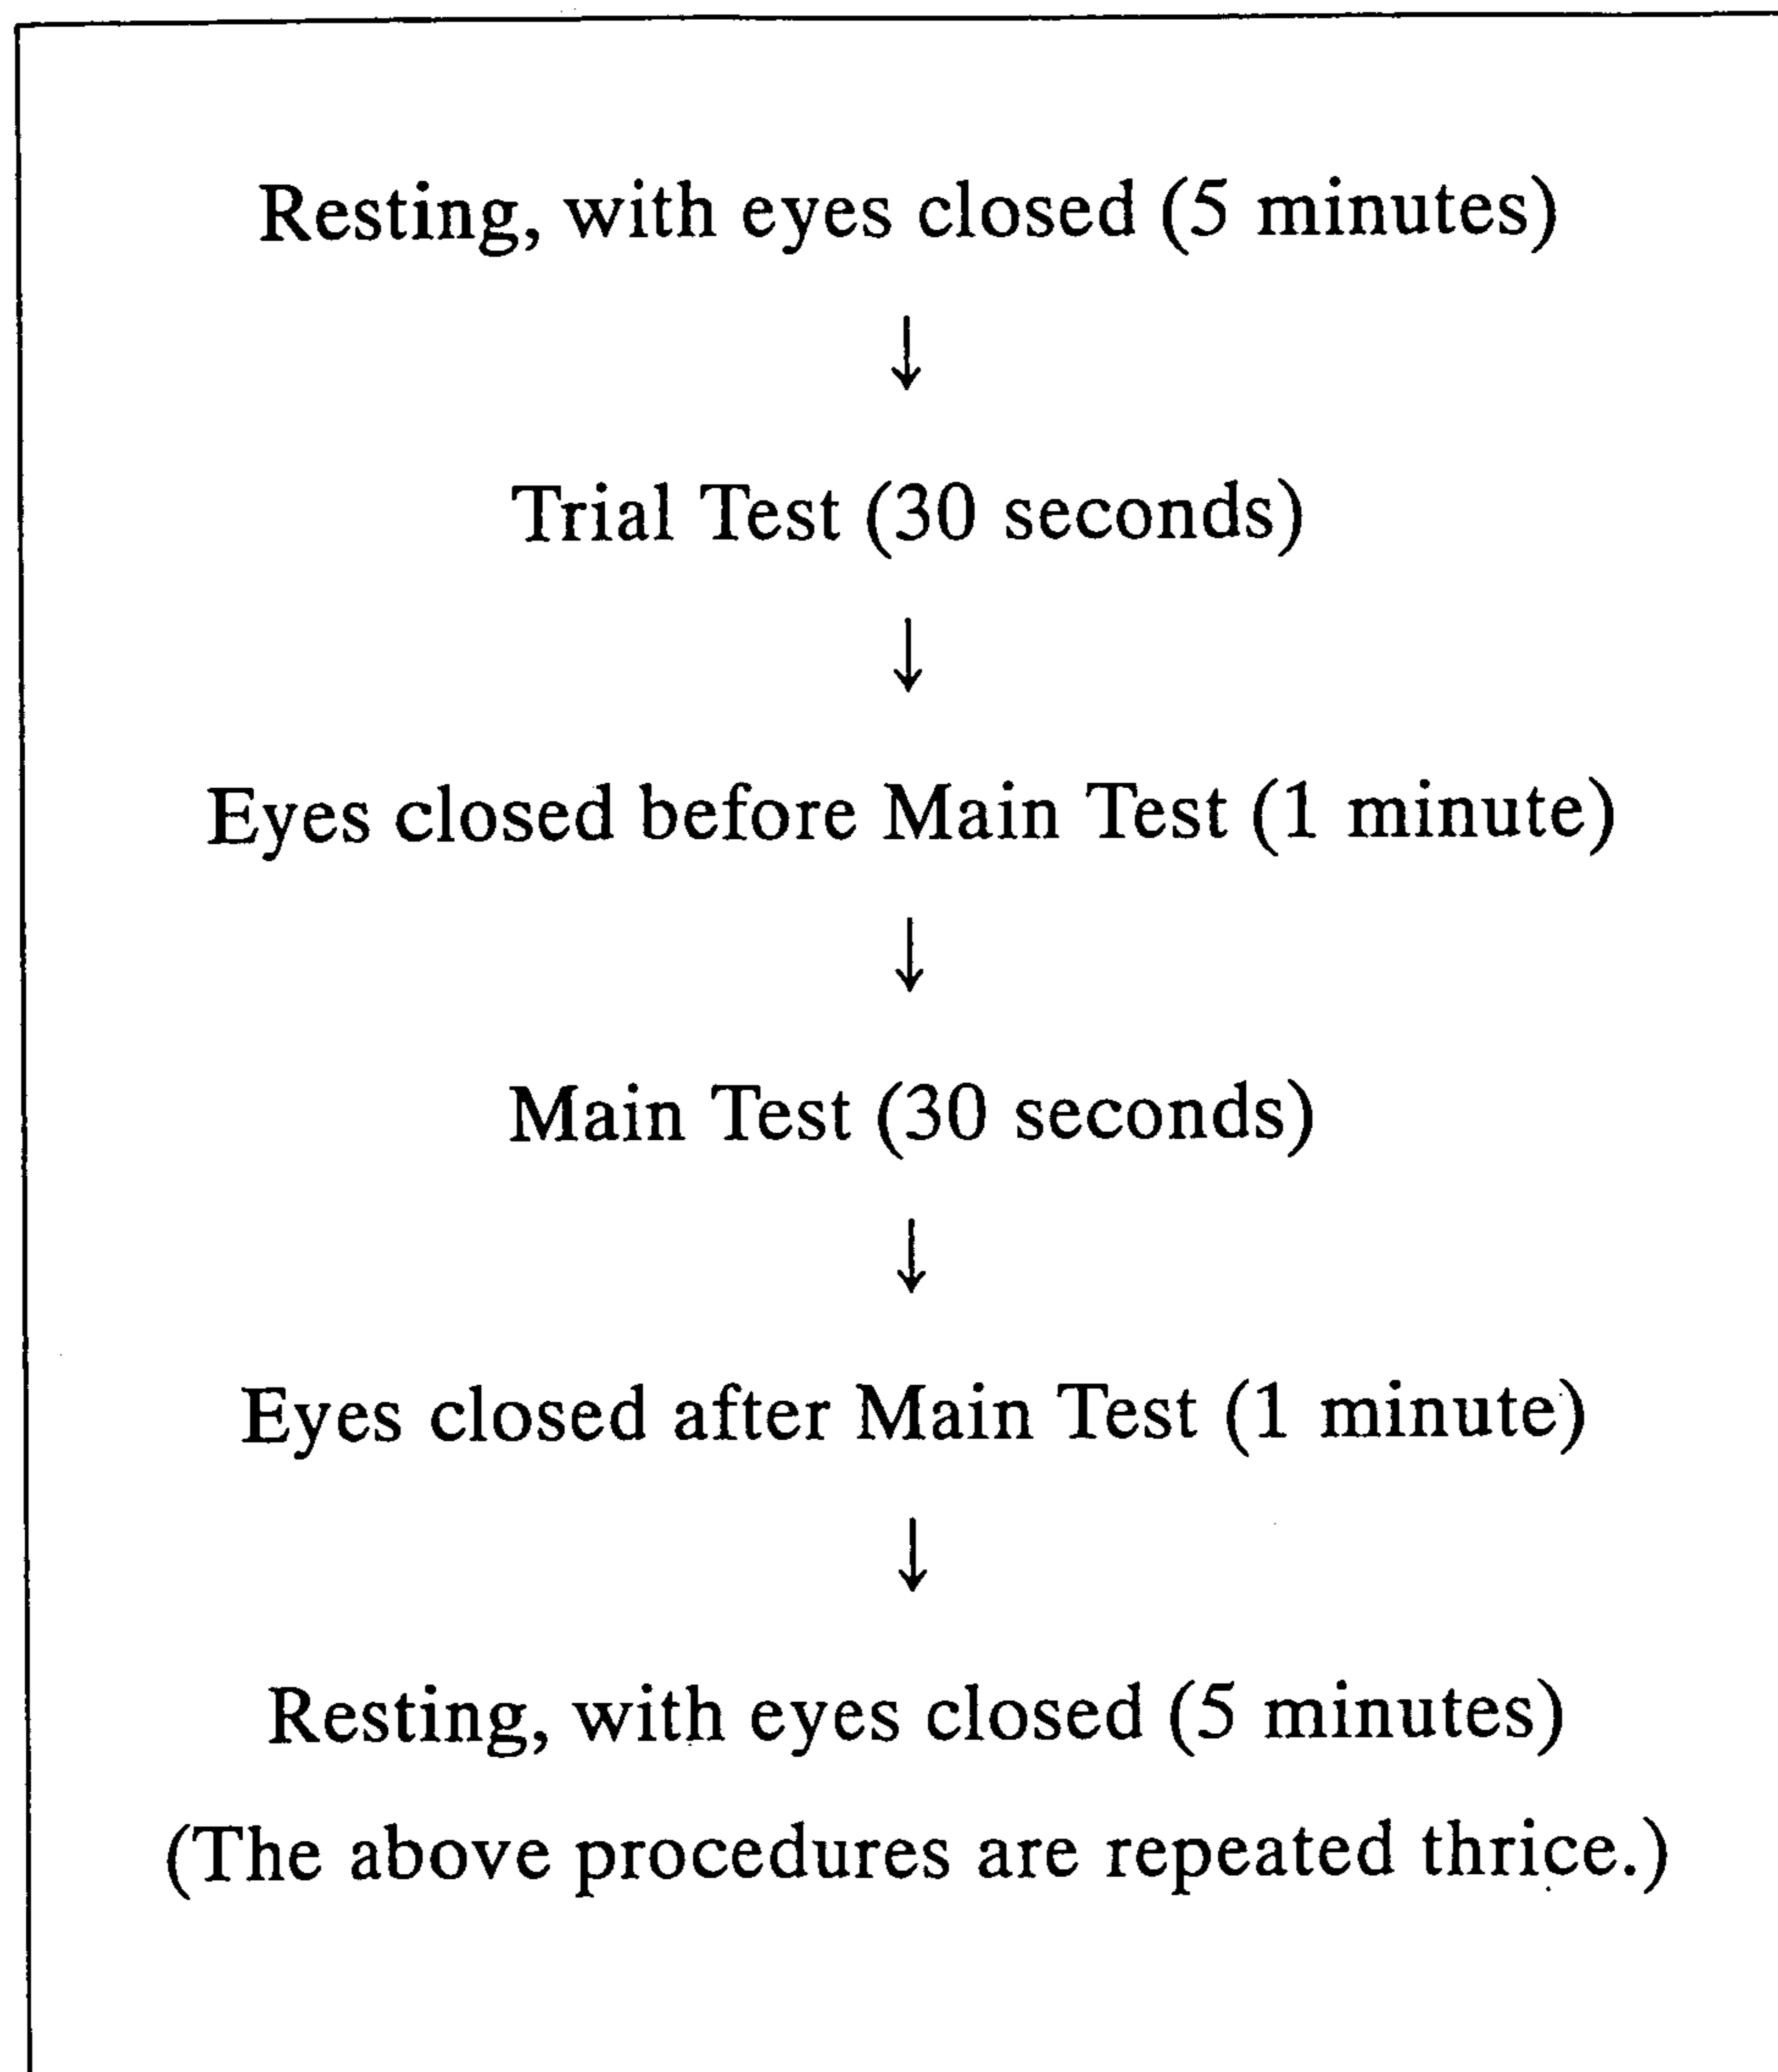 Resting, with eyes closed (5 minutes)
↓
Trial Test (30 seconds)
↓
Eyes closed before Main Test (1 minute)
↓
Main Test (30 seconds)
↓
Eyes closed after Main Test (1 minute)
↓
Resting, with eyes closed (5 minutes)
(The above procedures are repeated thrice.)